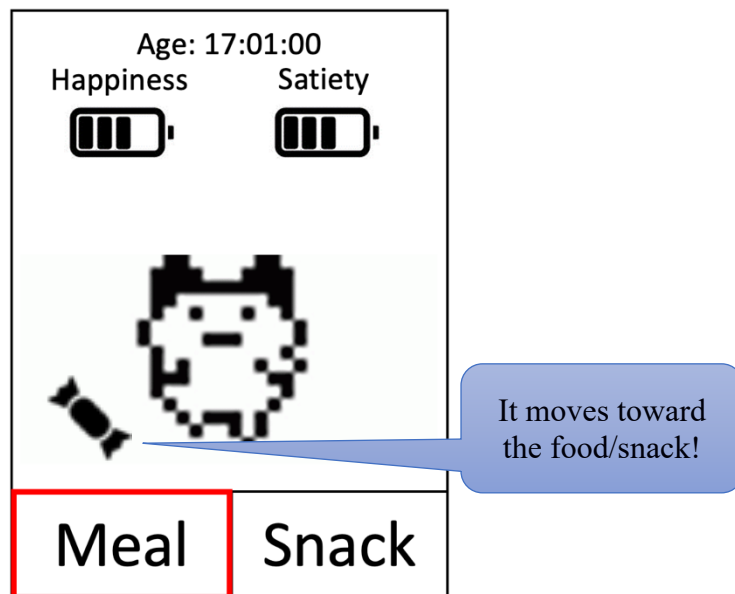 Age: 17:01:00
Happiness Satiety
It moves toward
the food/snack!
Meal Snack